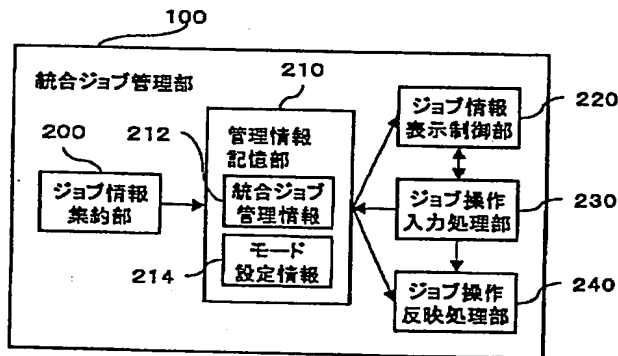 100
統合ジョブ管理部
200
ジョブ情報
集約部
210
管理情報
記憶部
212
統合ジョブ
管理情報
214
モード
設定情報
220
ジョブ情報
表示制御部
230
ジョブ操作
入力処理部
240
ジョブ操作
反映処理部